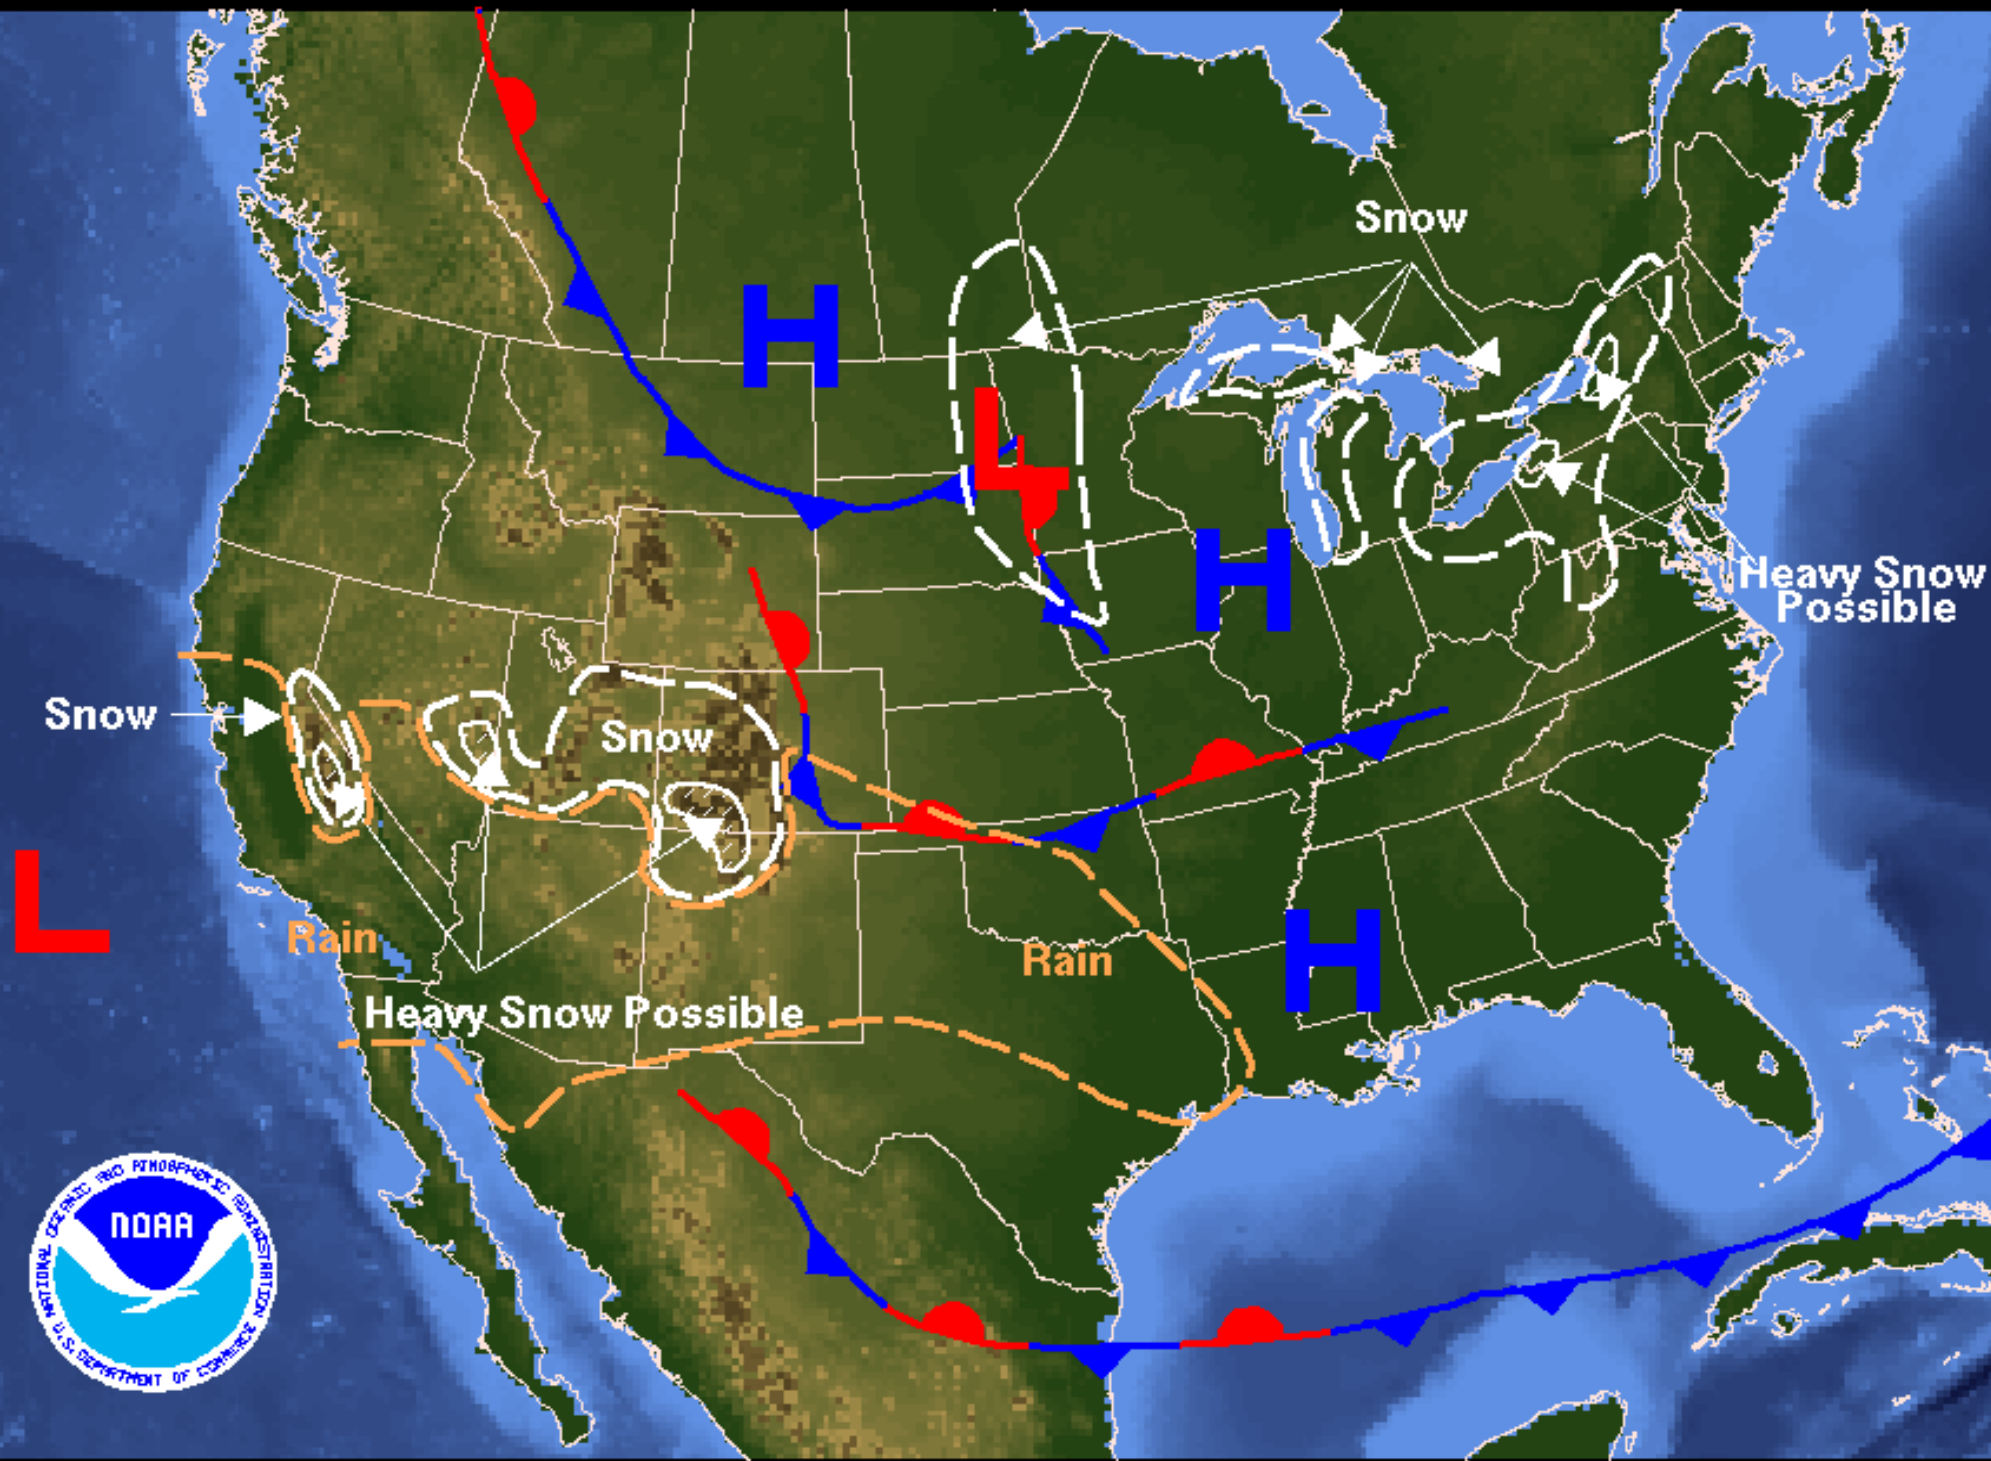 Snow
H
L
H
Heavy Snow
Possible
Snow
Snow
L
H
Rain
Rain
Heavy Snow Possible
NOAA
NATIONAL OCEANIC AND ATMOSPHERIC ADMINISTRATION
U.S. DEPARTMENT OF COMMERCE